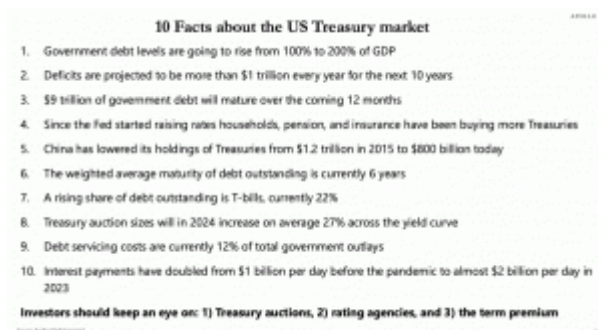 APOLLO
10 Facts about the US Treasury market
1. Government debt levels are going to rise from 100% to 200% of GDP
2. Deficits are projected to be more than $1 trillion every year for the next 10 years
3. $9 trillion of government debt will mature over the coming 12 months
4. Since the Fed started raising rates households, pension, and insurance have been buying more Treasuries
5. China has lowered its holdings of Treasuries from $1.2 trillion in 2015 to $800 billion today
6. The weighted average maturity of debt outstanding is currently 6 years
7. A rising share of debt outstanding is T-bills, currently 22%
8. Treasury auction sizes will in 2024 increase on average 27% across the yield curve
9. Debt servicing costs are currently 12% of total government outlays
10. Interest payments have doubled from $1 billion per day before the pandemic to almost $2 billion per day in
2023
Investors should keep an eye on: 1) Treasury auctions, 2) rating agencies, and 3) the term premium